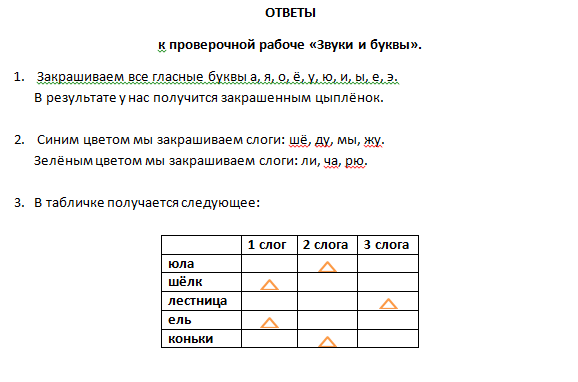 ОТВЕТЫ
к проверочной рабочe «Звуки и буквы».
1. Закрашиваем все гласные буквы а, я, о, ё, у, ю, и, ы, е, э.
В результате у нас получится закрашенным цыплёнок.
2. Синим цветом мы закрашиваем слоги: шё, ду, мы, жу.
Зелёным цветом мы закрашиваем слоги: ли, ча, рю.
3. В табличке получается следующее:
1 слог 2 слога 3 слога
юла
шёлк
лестница
ель
коньки